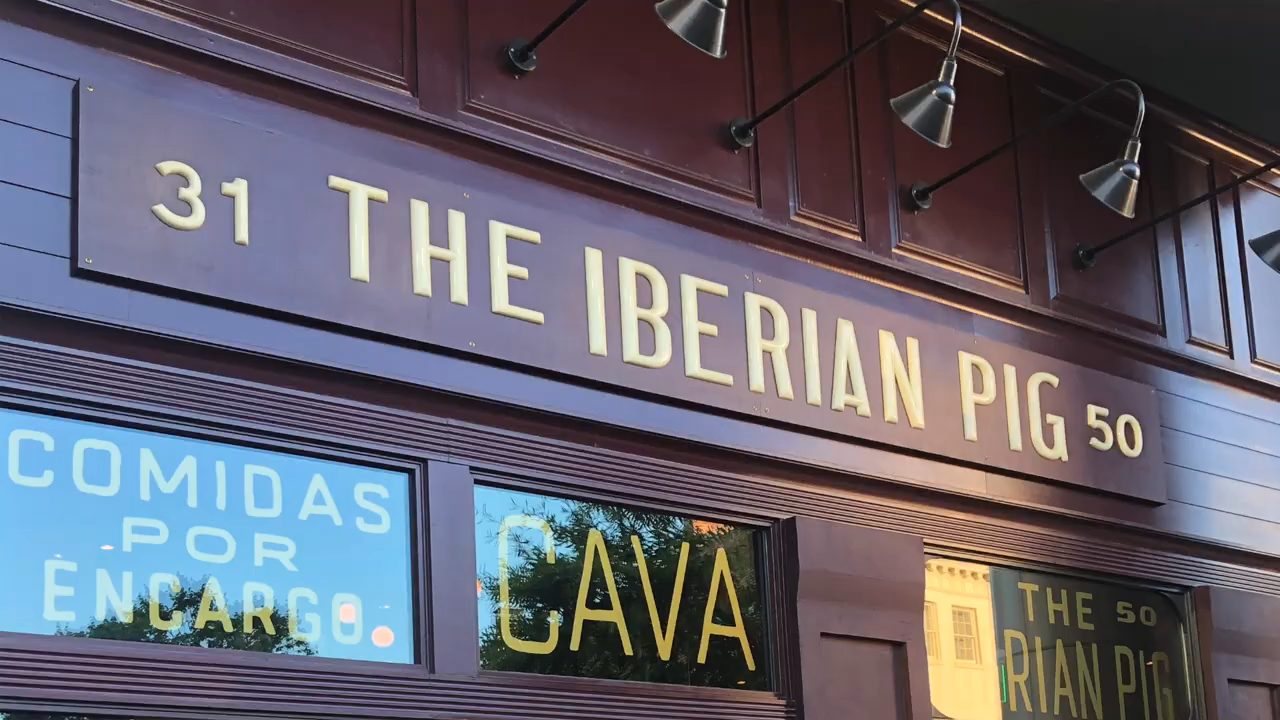 31 THE IBERIAN PIG 50
COMIDAS
POR
ENCARGO
CAVA
THE 50
RIAN PIG